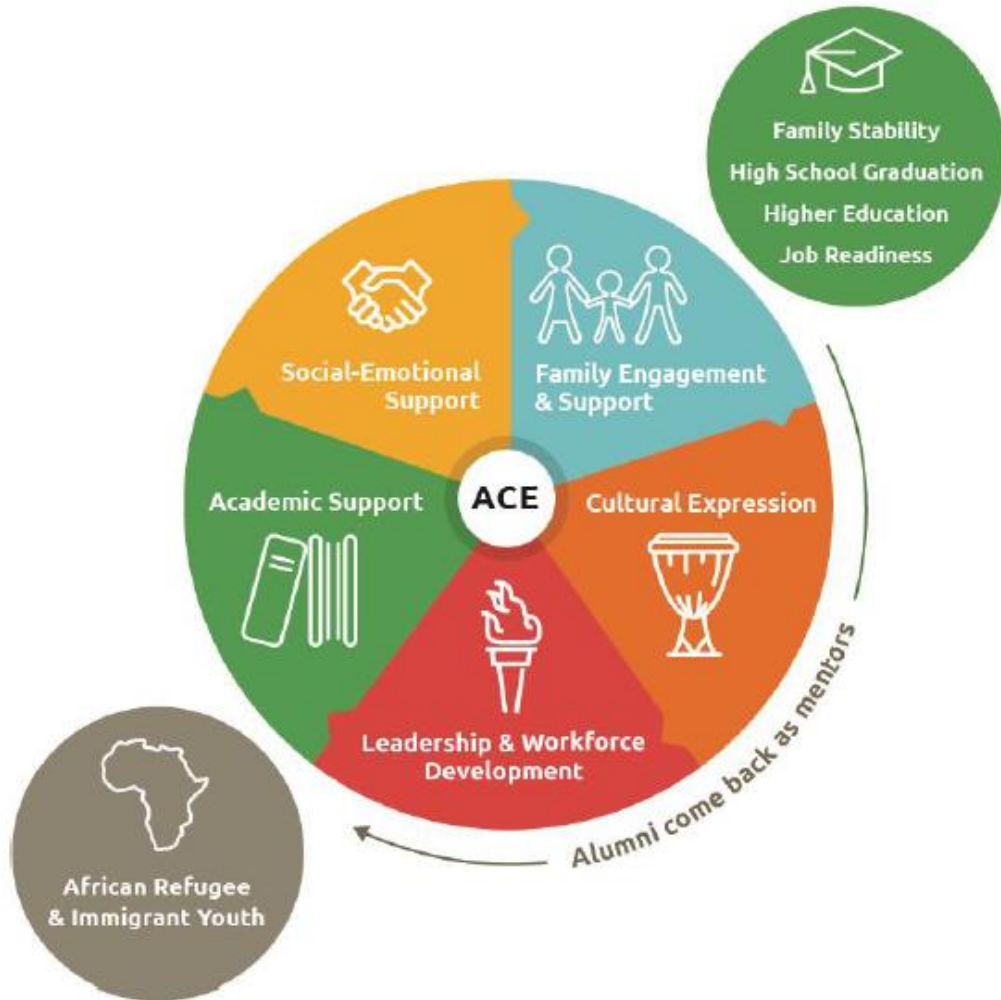 Family Stability
High School Graduation
Higher Education
Job Readiness
Social-Emotional
Support
Family Engagement
& Support
Academic Support
ACE
Cultural Expression
Leadership & Workforce
Development
Alumni come back as mentors
African Refugee
& Immigrant Youth